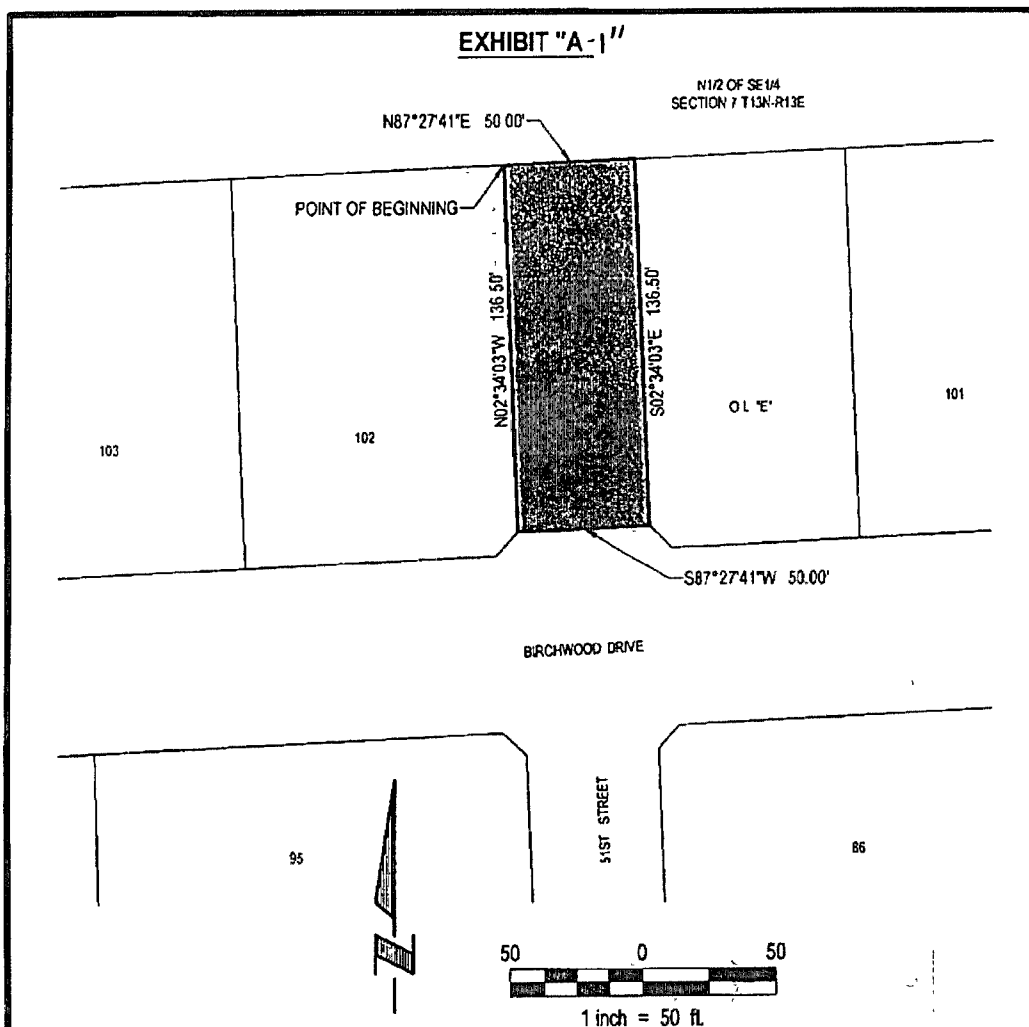 EXHIBIT "A-1"
N1/2 OF SE1/4
SECTION 7 T13N-R13E
N87°27'41"E 50 00'
POINT OF BEGINNING
N02°34'03"W 136 50'
S02°34'03"E 136.50'
O L "E"
101
102
103
S87°27'41"W 50.00'
BIRCHWOOD DRIVE
51ST STREET
95
86
50 0 50
1 inch = 50 ft.